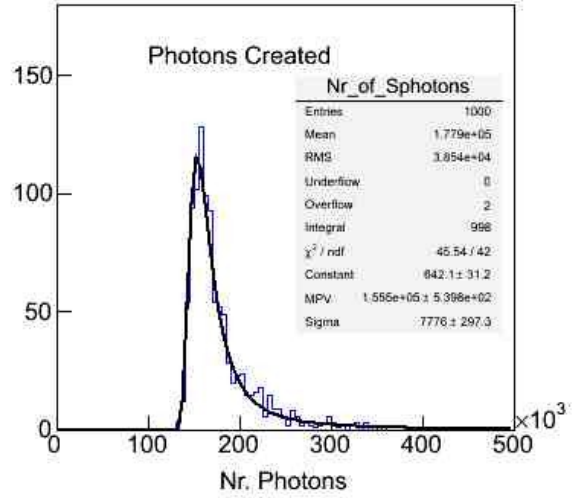 Photons Created
Nr_of_Sphotons
Entries 1000
Mean 1.779e+05
RMS 3.854e+04
Underflow 0
Overflow 2
Integral 998
χ² / ndf 45.54 / 42
Constant 642.1 ± 31.2
MPV 1.555e+05 ± 5.398e+02
Sigma 7776 ± 297.3
150
100
50
0
0 100 200 300 400 500
×10³
Nr. Photons